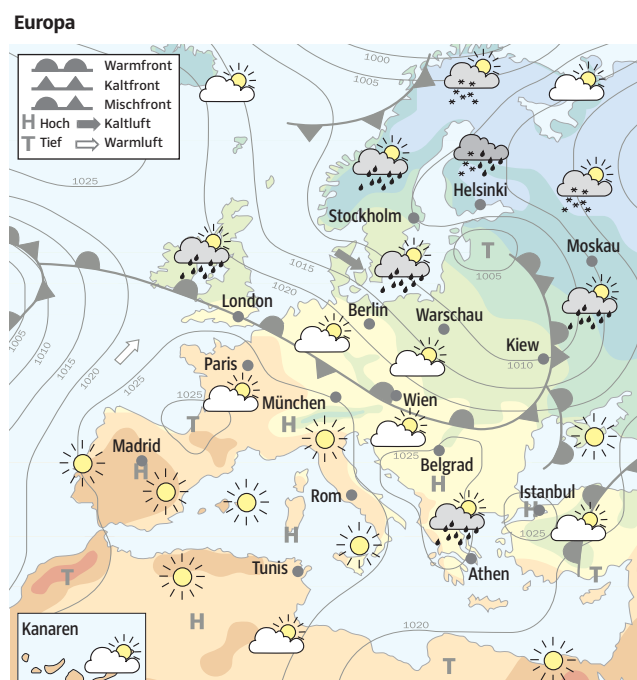 Europa
Warmfront
Kaltfront
Mischfront
H Hoch Kaltluft
T Tief Warmluft
1000
1005
1025
Helsinki
Stockholm
Moskau
T
1005
1015
1020
London
Berlin
Warschau
Kiew
1010
1005
1010
1015
1020
1025
Paris
1025
München
Wien
T
H
Madrid
H
1025
Belgrad
H
Rom
Istanbul
H
1025
H
Tunis
Athen
T
T
H
1020
Kanaren
T